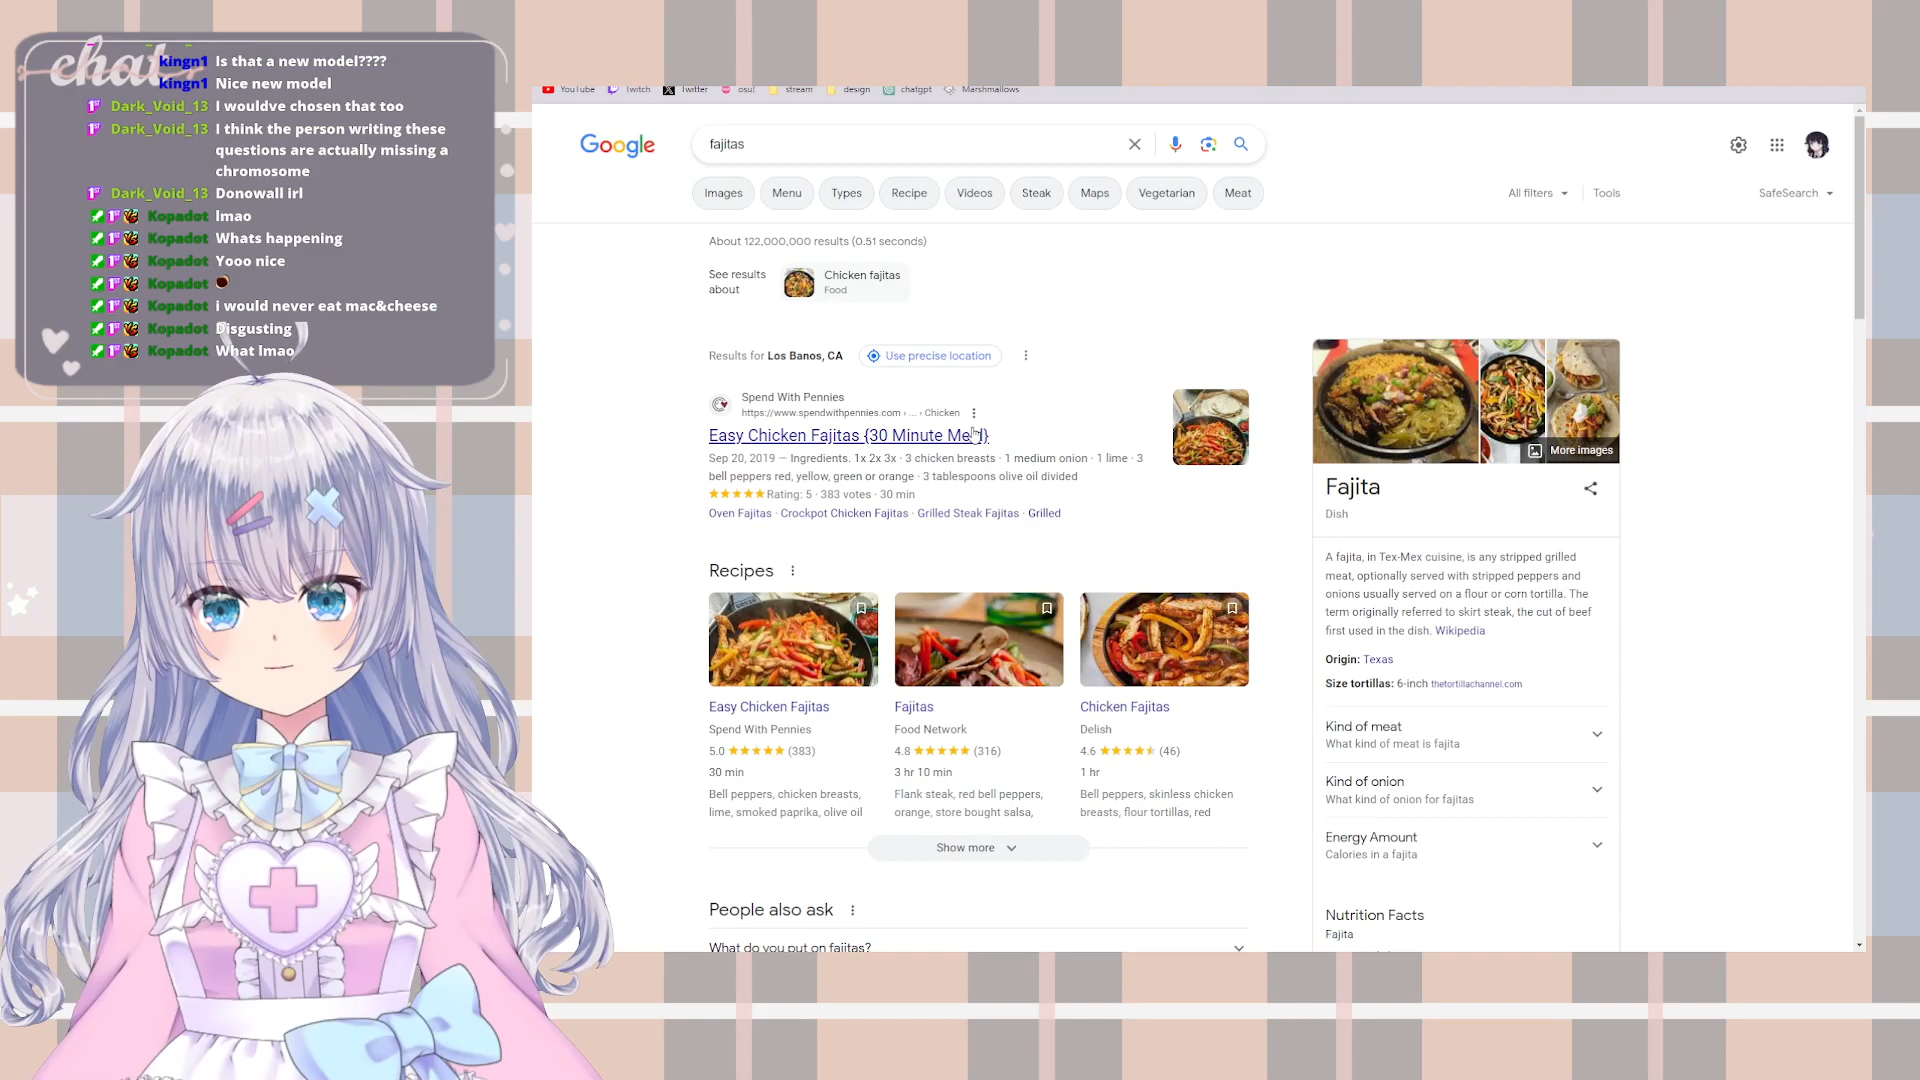 chat
kingn1 Is that a new model????
kingn1 Nice new model
1ST Dark_Void_13 I wouldve chosen that too
1ST Dark_Void_13 I think the person writing these
questions are actually missing a
chromosome
1ST Dark_Void_13 Donowall irl
1ST Kopadot lmao
1ST Kopadot Whats happening
1ST Kopadot Yooo nice
1ST Kopadot
1ST Kopadot i would never eat mac&cheese
1ST Kopadot Disgusting
1ST Kopadot What lmao
YouTube Twitch Twitter osu! stream design chatgpt Marshmallows
Google
fajitas
Images Menu Types Recipe Videos Steak Maps Vegetarian Meat
All filters Tools SafeSearch
About 122,000,000 results (0.51 seconds)
See results
about
Chicken fajitas
Food
Results for Los Banos, CA Use precise location
Spend With Pennies
https://www.spendwithpennies.com › ... › Chicken
Easy Chicken Fajitas {30 Minute Meal}
Sep 20, 2019 — Ingredients. 1x 2x 3x · 3 chicken breasts · 1 medium onion · 1 lime · 3
bell peppers red, yellow, green or orange · 3 tablespoons olive oil divided
Rating: 5 · 383 votes · 30 min
Oven Fajitas · Crockpot Chicken Fajitas · Grilled Steak Fajitas · Grilled
Recipes
Easy Chicken Fajitas
Spend With Pennies
5.0 (383)
30 min
Bell peppers, chicken breasts,
lime, smoked paprika, olive oil
Fajitas
Food Network
4.8 (316)
3 hr 10 min
Flank steak, red bell peppers,
orange, store bought salsa,
Chicken Fajitas
Delish
4.6 (46)
1 hr
Bell peppers, skinless chicken
breasts, flour tortillas, red
Show more
People also ask
What do you put on fajitas?
More images
Fajita
Dish
A fajita, in Tex-Mex cuisine, is any stripped grilled
meat, optionally served with stripped peppers and
onions usually served on a flour or corn tortilla. The
term originally referred to skirt steak, the cut of beef
first used in the dish. Wikipedia
Origin: Texas
Size tortillas: 6-inch thetortillachannel.com
Kind of meat
What kind of meat is fajita
Kind of onion
What kind of onion for fajitas
Energy Amount
Calories in a fajita
Nutrition Facts
Fajita